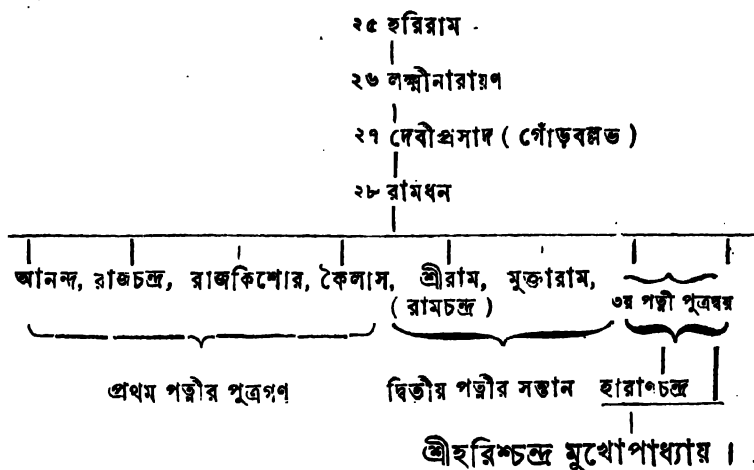 ২৫ হরিরাম
২৬ লক্ষ্মীনারায়ণ
২৭ দেবীপ্রসাদ ( গোঁড়বল্লভ )
২৮ রামধন
আনন্দ, রাজচন্দ্র, রাজকিশোর, কৈলাস, শ্রীরাম, মুক্তারাম, ৩য় পত্নী পুত্রদ্বয়
( রামচন্দ্র )
প্রথম পত্নীর পুত্রগণ দ্বিতীয় পত্নীর সন্তান হারাণচন্দ্র
শ্রীহরিশ্চন্দ্র মুখোপাধ্যায় ।